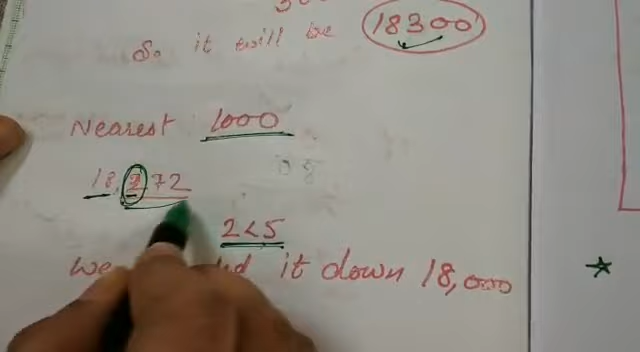 So it will be 18300
Nearest 1000
18,272
2<5
We it down 18,000